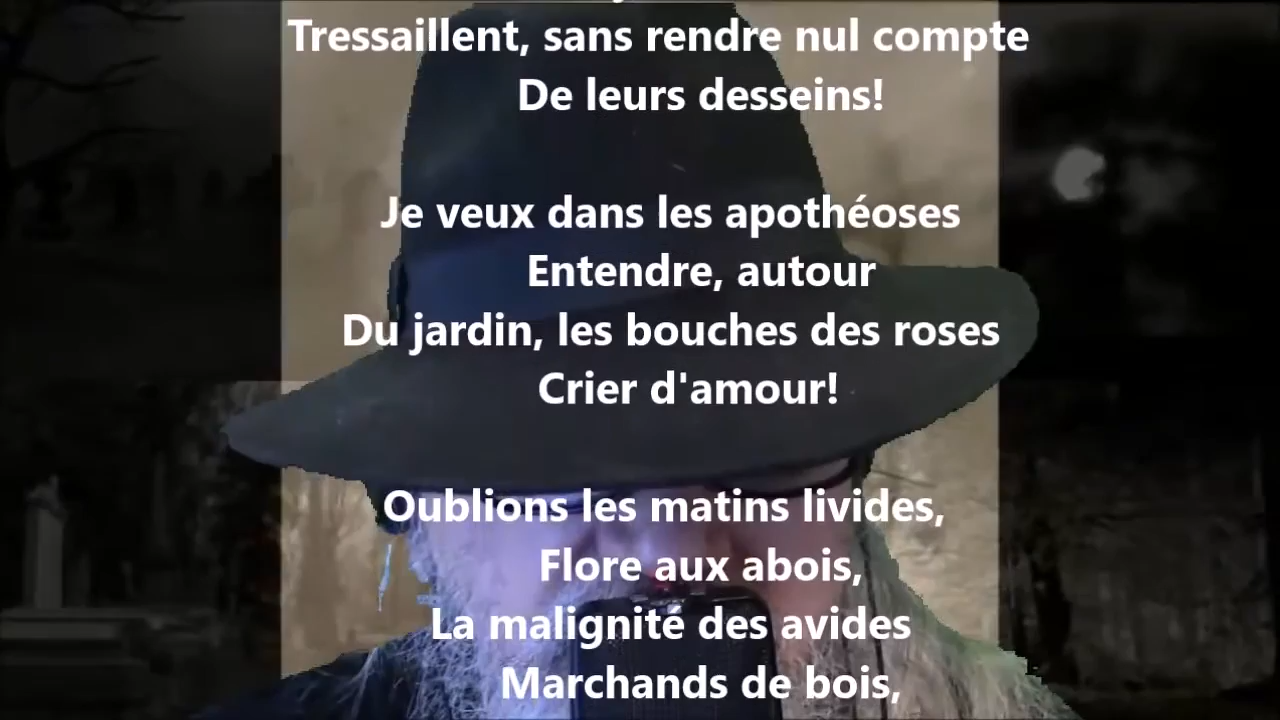 Tressaillent, sans rendre nul compte
De leurs desseins!
Je veux dans les apothéoses
Entendre, autour
Du jardin, les bouches des roses
Crier d'amour!
Oublions les matins livides,
Flore aux abois,
La malignité des avides
Marchands de bois,